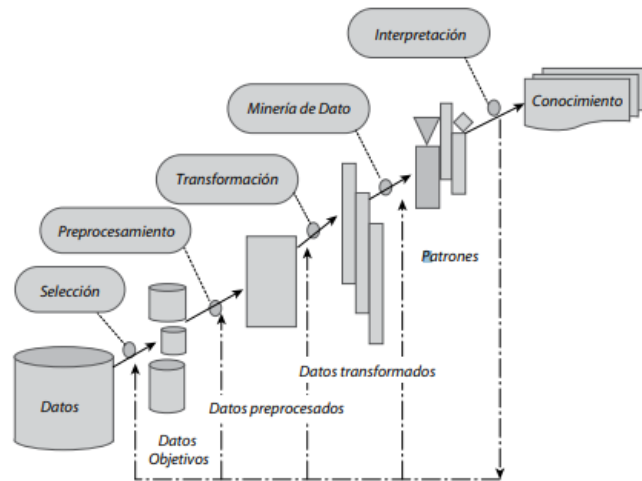 Interpretación
Conocimiento
Minería de Dato
Transformación
Preprocesamiento
Patrones
Selección
Datos transformados
Datos
Datos preprocesados
Datos
Objetivos